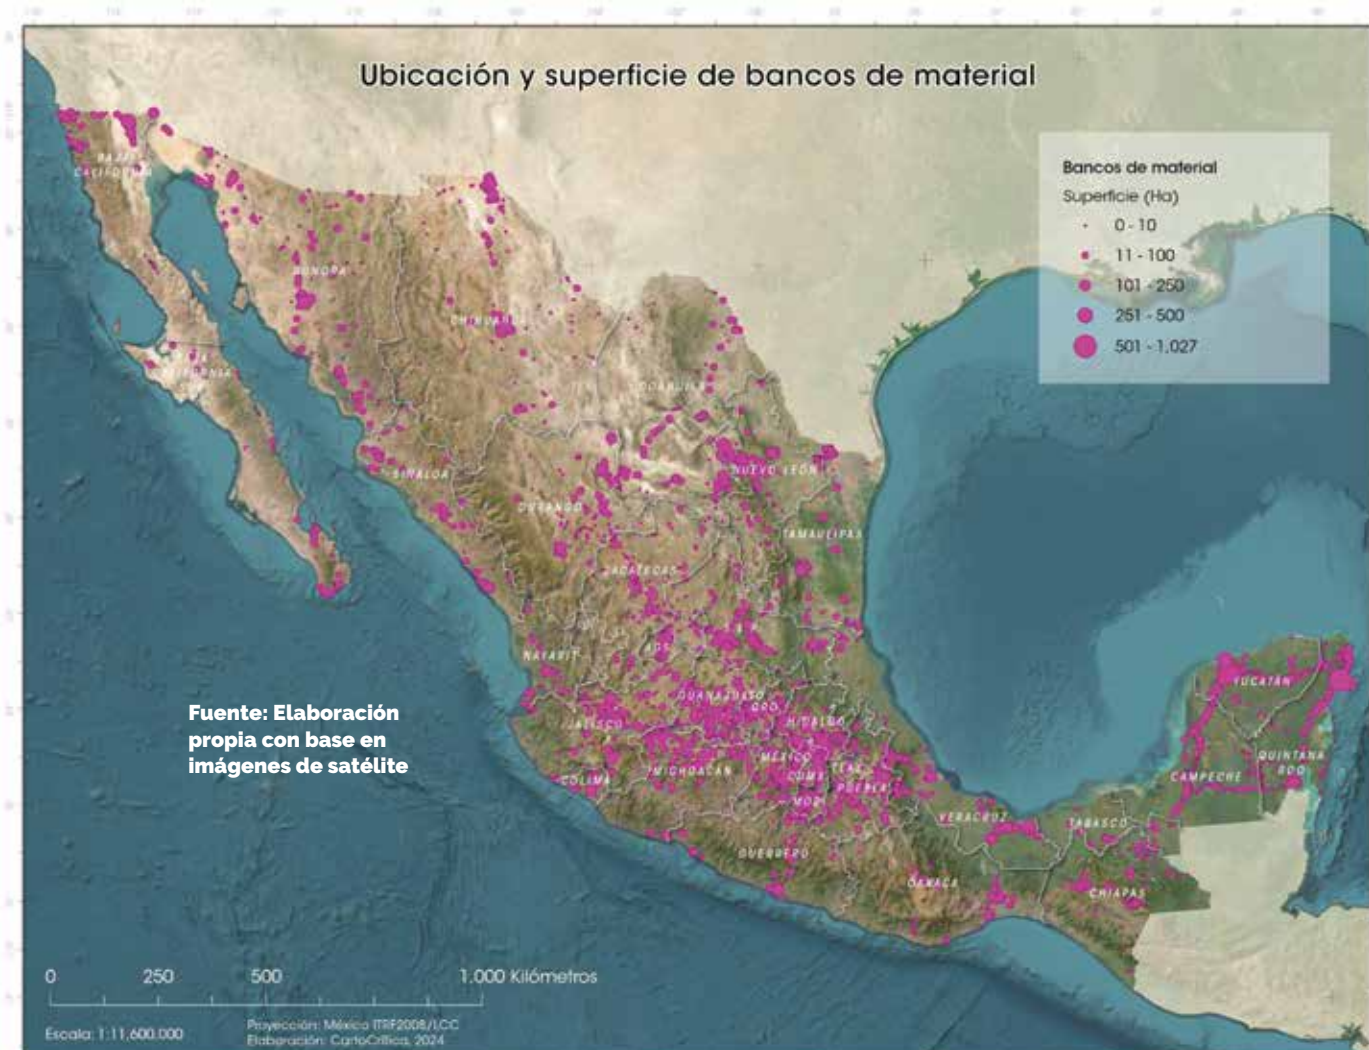 Ubicación y superficie de bancos de material
Bancos de material
Superficie (Ha)
0 - 10
11 - 100
101 - 250
251 - 500
501 - 1,027
BAJA
CALIFORNIA
SONORA
CHIHUAHUA
CALIFORNIA
COAHUILA
SINALOA
NUEVO LEÓN
DURANGO
TAMAULIPAS
ZACATECAS
NAYARIT
AGS
GUANAJUATO
QRO
HIDALGO
JALISCO
MÉXICO
TLAX
CDMX
MICHOACÁN
COLIMA
PUEBLA
MOR
YUCATÁN
QUINTANA
ROO
CAMPECHE
VERACRUZ
TABASCO
GUERRERO
OAXACA
CHIAPAS
Fuente: Elaboración
propia con base en
imágenes de satélite
0 250 500 1.000 Kilómetros
Escala: 1:11,600.000
Proyección: México ITRF2008/LCC
Elaboración: CartoCrítica, 2024